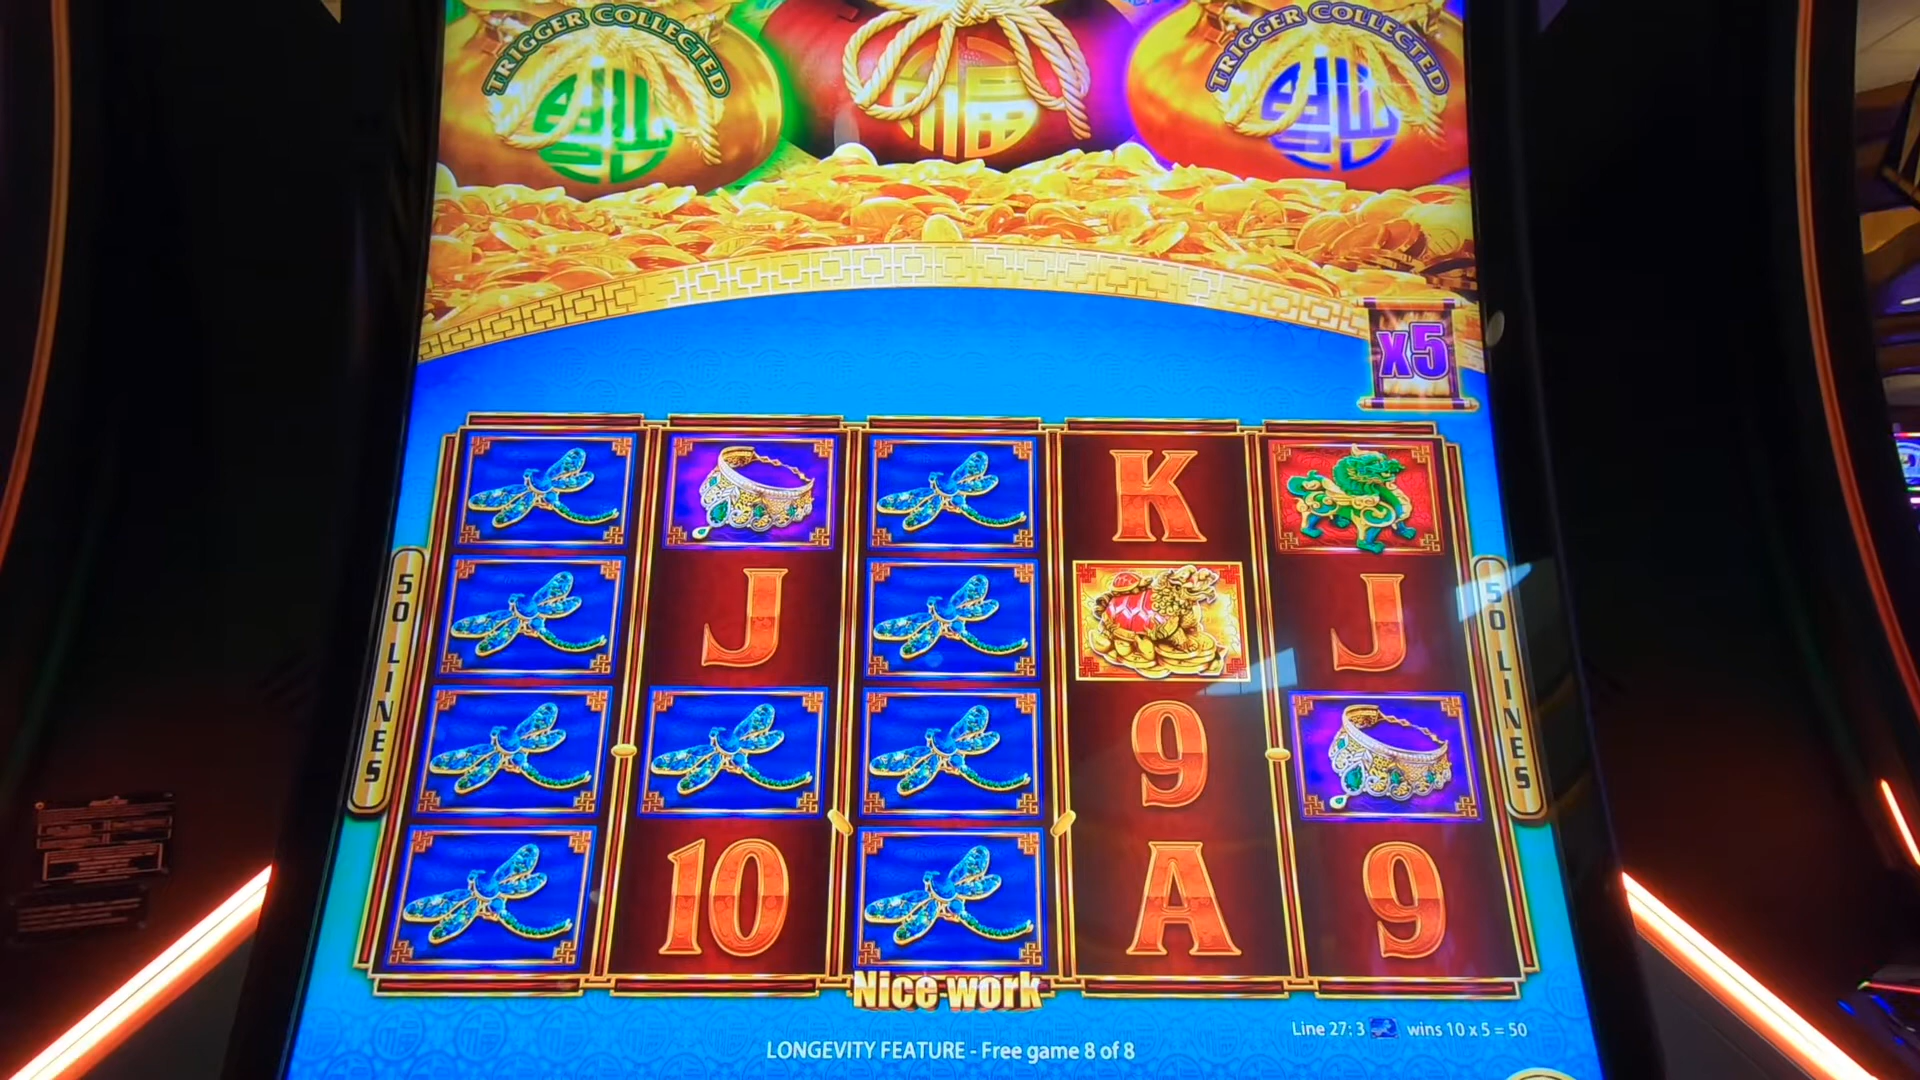 TRIGGER COLLECTED
TRIGGER COLLECTED
福
x5
K
50 LINES
J
J
50 LINES
9
10
A
9
Nice work
Line 27: 3 wins 10 x 5 = 50
LONGEVITY FEATURE - Free game 8 of 8